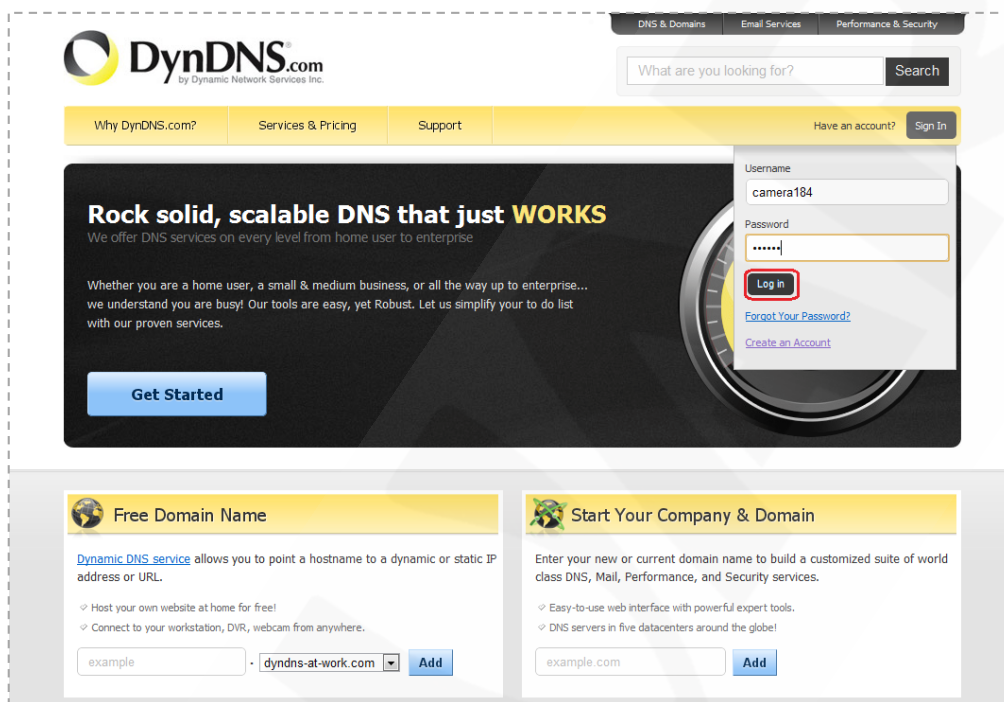 DNS & Domains Email Services Performance & Security
DynDNS.com
by Dynamic Network Services Inc.
What are you looking for? Search
Why DynDNS.com? Services & Pricing Support Have an account? Sign In
Username
camera184
Password
••••••
Log in
Forgot Your Password?
Create an Account
Rock solid, scalable DNS that just WORKS
We offer DNS services on every level from home user to enterprise
Whether you are a home user, a small & medium business, or all the way up to enterprise...
we understand you are busy! Our tools are easy, yet Robust. Let us simplify your to do list
with our proven services.
Get Started
Free Domain Name
Dynamic DNS service allows you to point a hostname to a dynamic or static IP
address or URL.
Host your own website at home for free!
Connect to your workstation, DVR, webcam from anywhere.
example . dyndns-at-work.com Add
Start Your Company & Domain
Enter your new or current domain name to build a customized suite of world
class DNS, Mail, Performance, and Security services.
Easy-to-use web interface with powerful expert tools.
DNS servers in five datacenters around the globe!
example.com Add